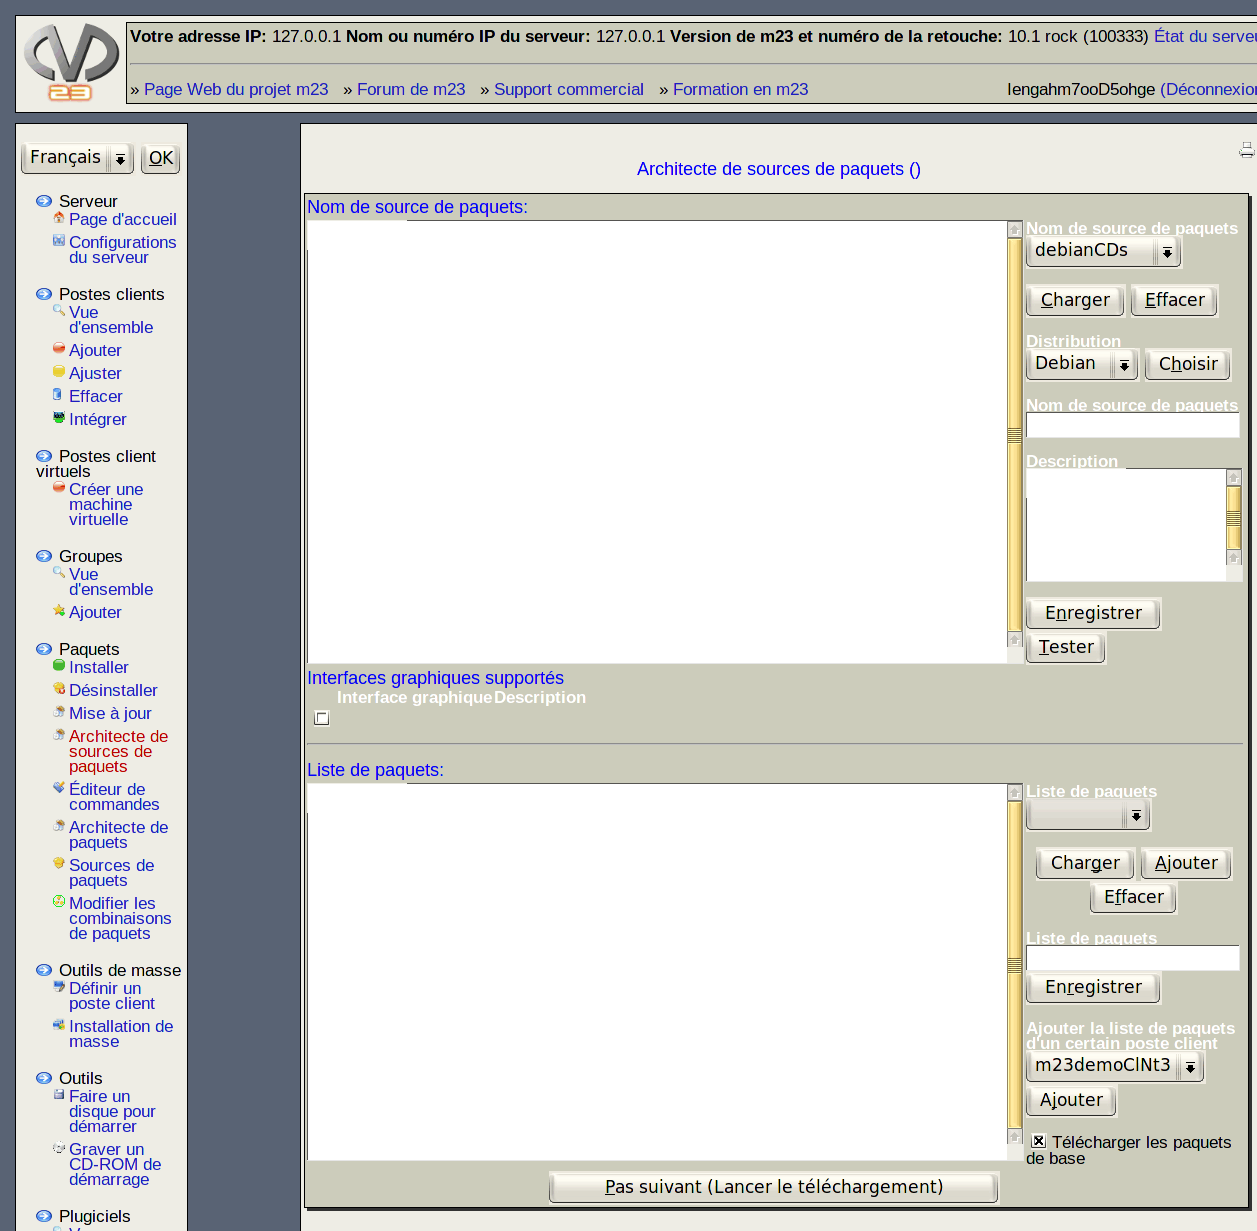 Votre adresse IP: 127.0.0.1 Nom ou numéro IP du serveur: 127.0.0.1 Version de m23 et numéro de la retouche: 10.1 rock (100333) État du serveu
» Page Web du projet m23 » Forum de m23 » Support commercial » Formation en m23 Iengahm7ooD5ohge (Déconnexion
23
Français OK
Serveur
Page d'accueil
Configurations
du serveur
Postes clients
Vue
d'ensemble
Ajouter
Ajuster
Effacer
Intégrer
Postes client
virtuels
Créer une
machine
virtuelle
Groupes
Vue
d'ensemble
Ajouter
Paquets
Installer
Désinstaller
Mise à jour
Architecte de
sources de
paquets
Éditeur de
commandes
Architecte de
paquets
Sources de
paquets
Modifier les
combinaisons
de paquets
Outils de masse
Définir un
poste client
Installation de
masse
Outils
Faire un
disque pour
démarrer
Graver un
CD-ROM de
démarrage
Plugiciels
Architecte de sources de paquets ()
Nom de source de paquets:
Nom de source de paquets
debianCDs
Charger Effacer
Distribution
Debian Choisir
Nom de source de paquets
Description
Enregistrer
Tester
Interfaces graphiques supportés
Interface graphique Description
Liste de paquets:
Liste de paquets
Charger Ajouter
Effacer
Liste de paquets
Enregistrer
Ajouter la liste de paquets
d'un certain poste client
m23demoClNt3
Ajouter
Télécharger les paquets
de base
Pas suivant (Lancer le téléchargement)